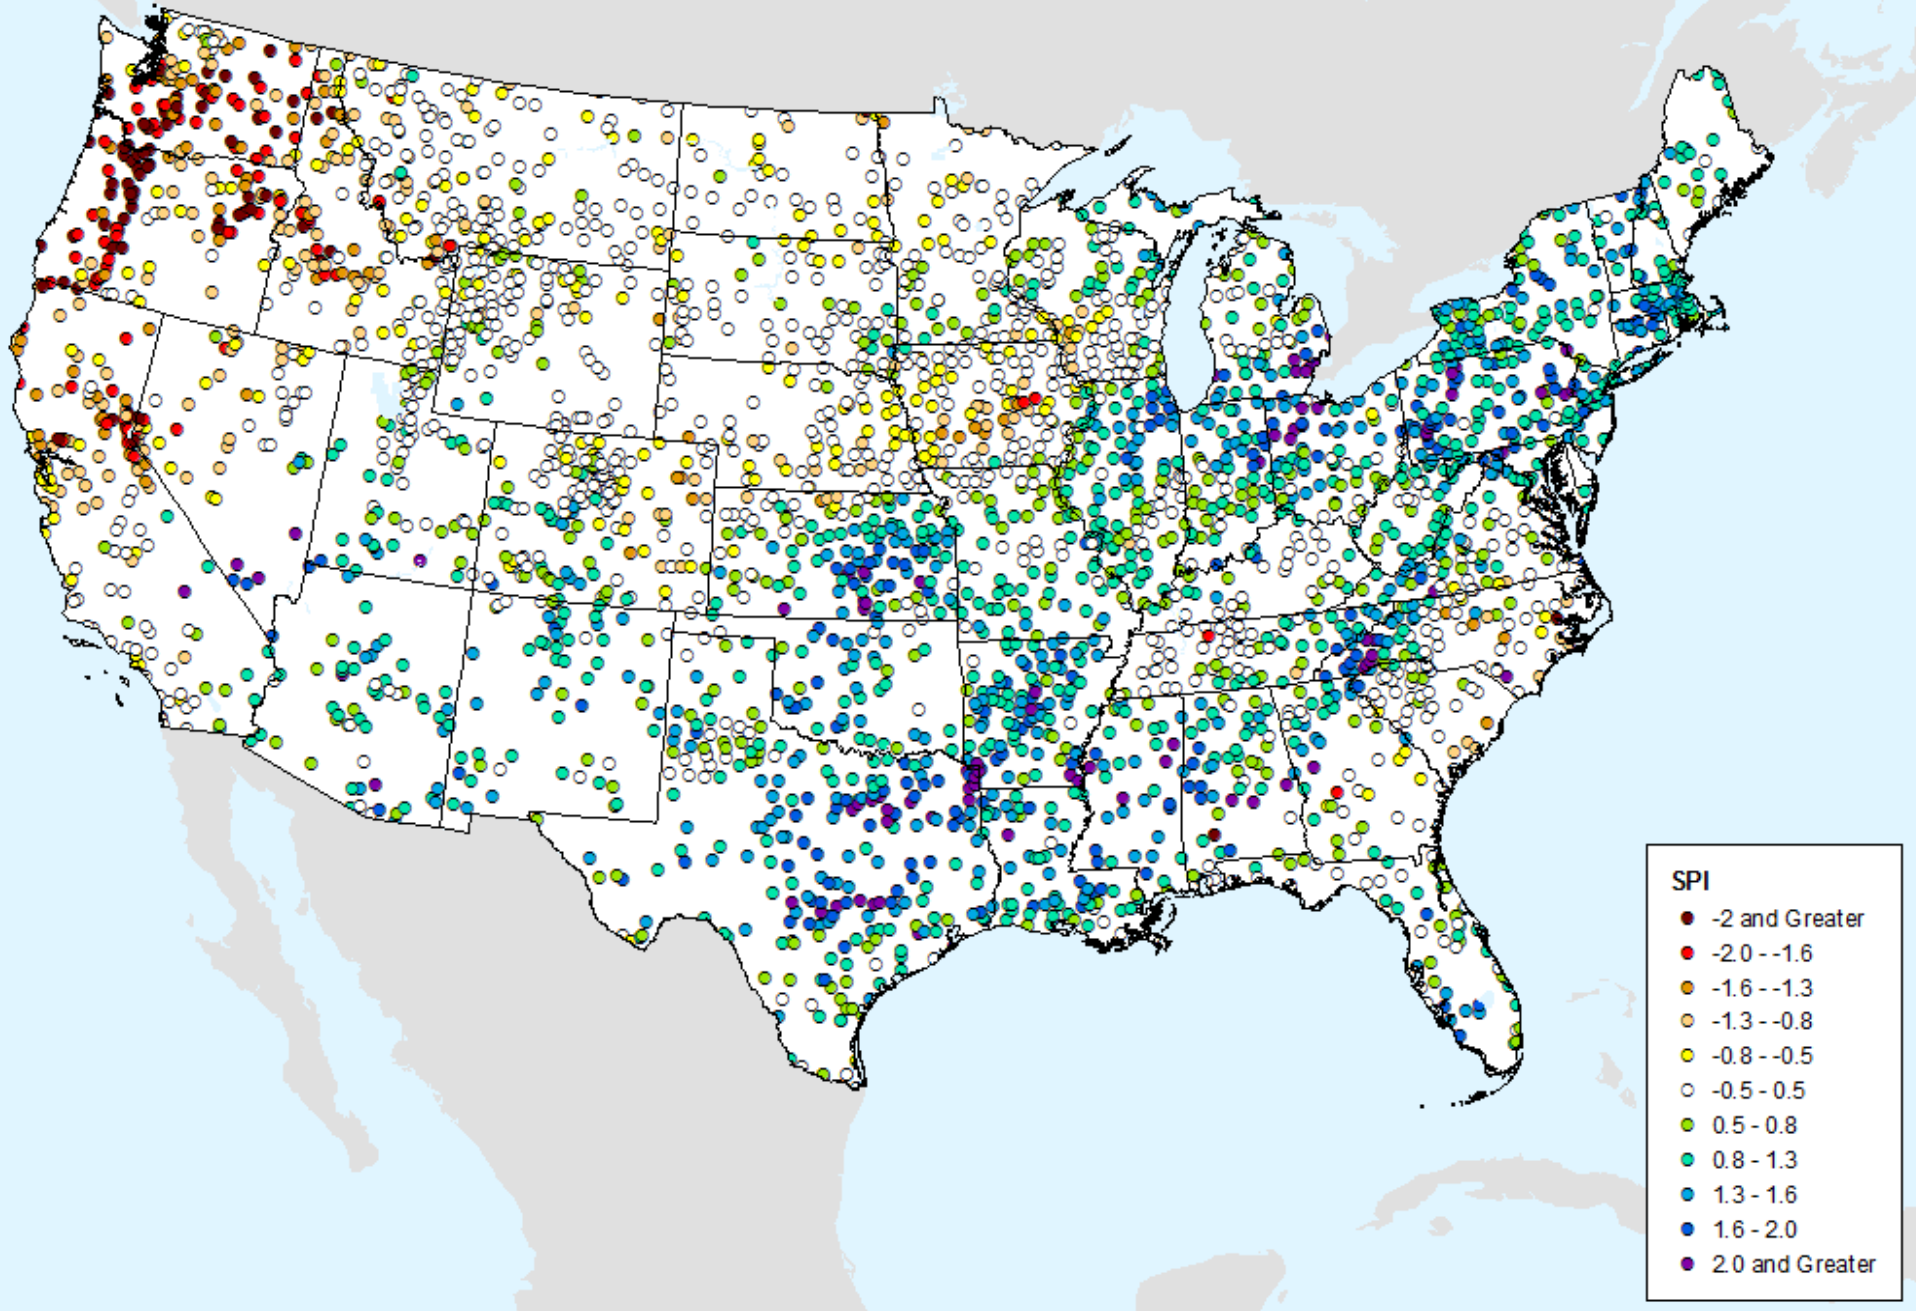 SPI
-2 and Greater
-2.0 - -1.6
-1.6 - -1.3
-1.3 - -0.8
-0.8 - -0.5
-0.5 - 0.5
0.5 - 0.8
0.8 - 1.3
1.3 - 1.6
1.6 - 2.0
2.0 and Greater